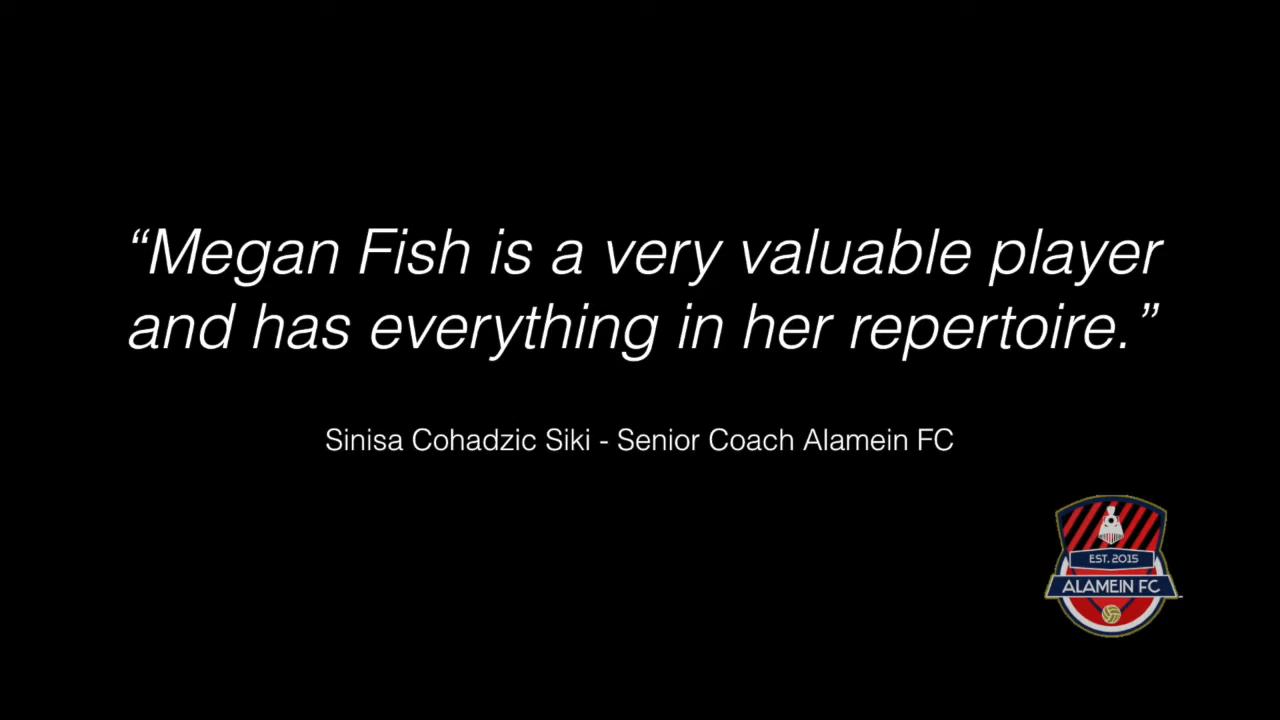 “Megan Fish is a very valuable player
and has everything in her repertoire.”
Sinisa Cohadzic Siki - Senior Coach Alamein FC
EST. 2015
ALAMEIN FC